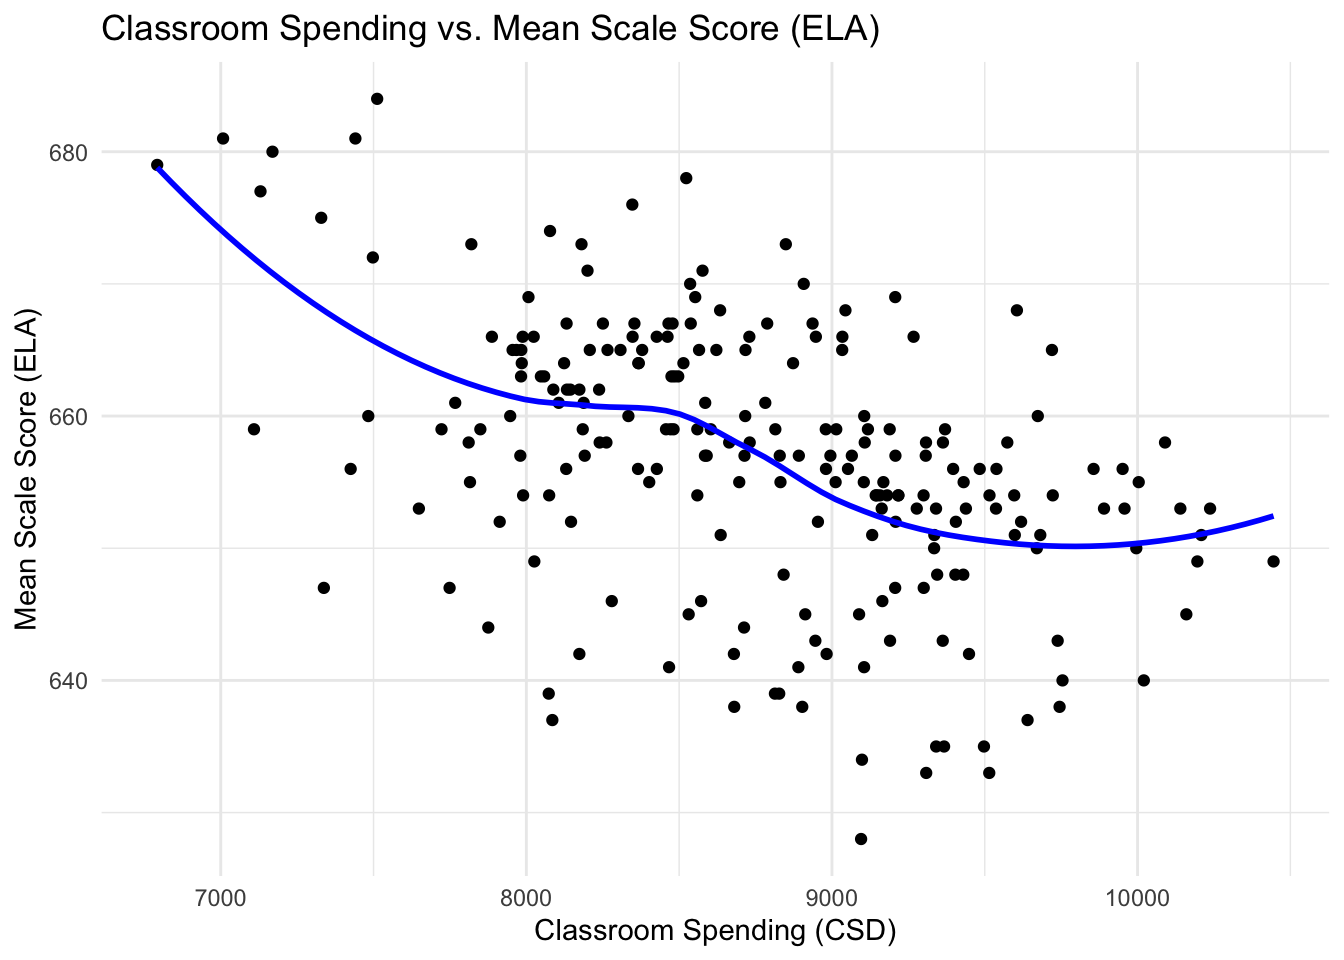 Classroom Spending vs. Mean Scale Score (ELA)
Mean Scale Score (ELA)
680
660
640
7000 8000 9000 10000
Classroom Spending (CSD)